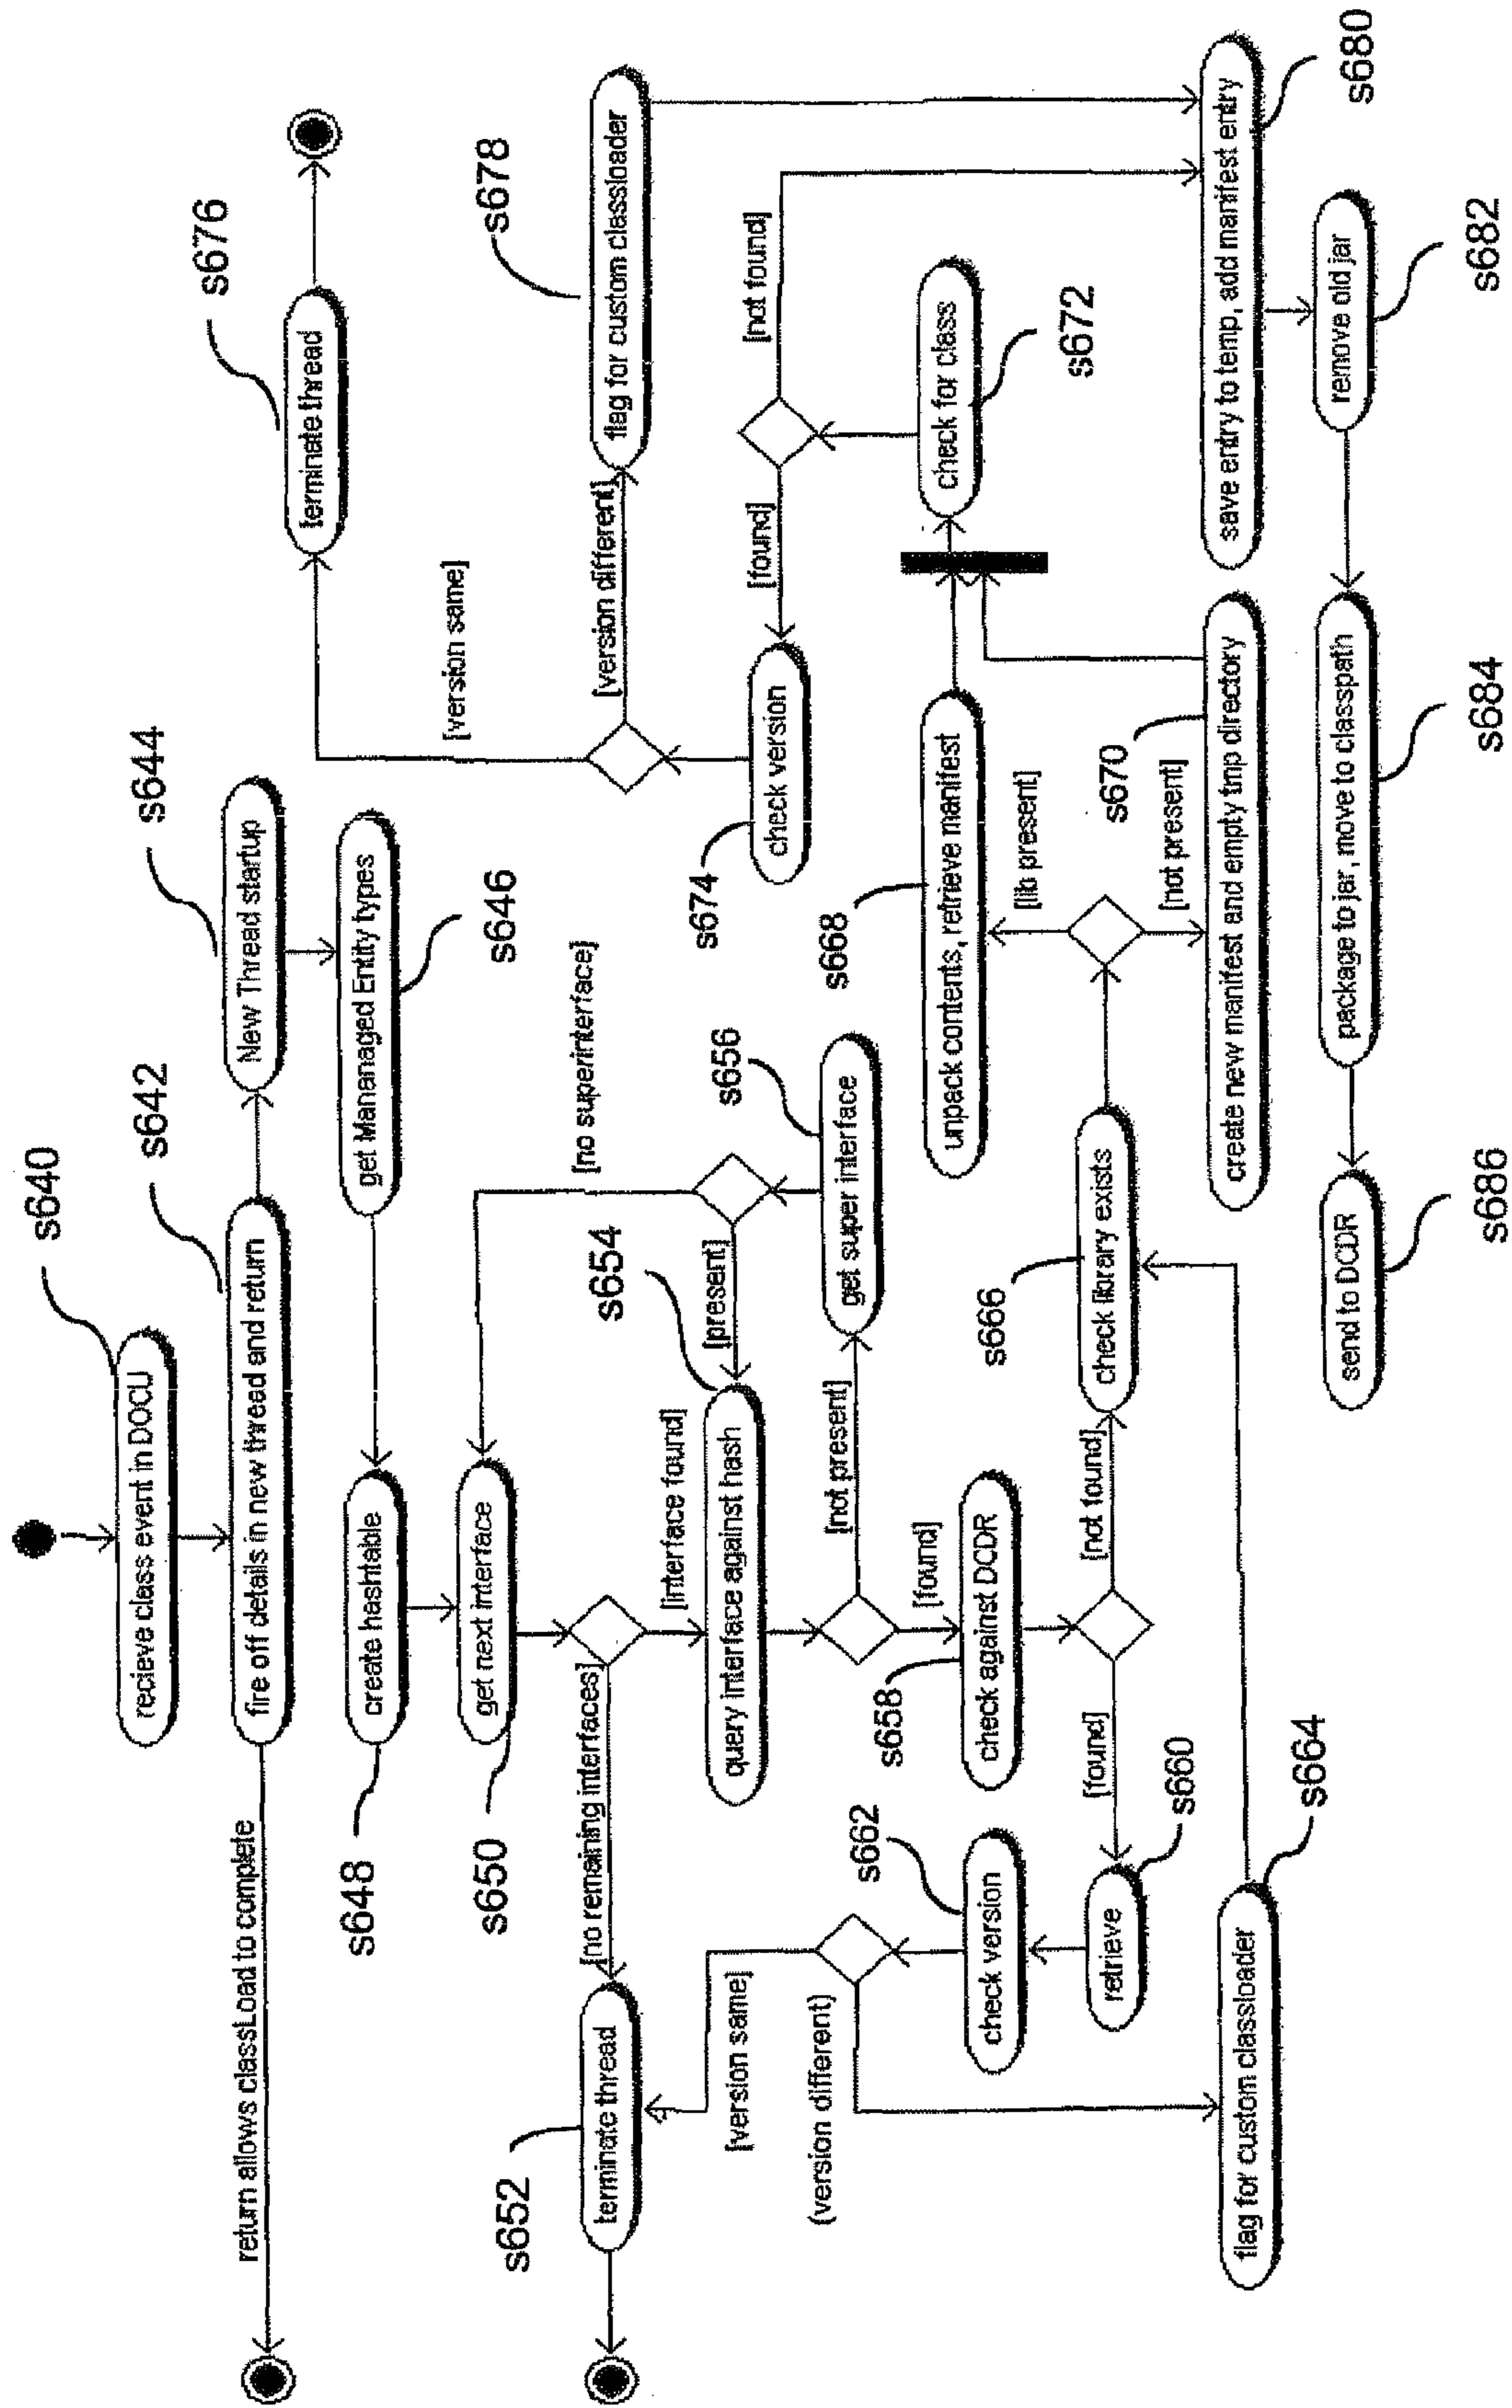 s640
recieve class event in DOCU
s642
fire off details in new thread and return
return allows classLoad to complete
s644
New Thread startup
get Mananaged Entity types
s646
create hashtable
s648
get next interface
s650
[no remaining interfaces]
[interface found]
terminate thread
s652
query interface against hash
s654
[present]
[no superinterface]
get super interface
s656
[not present]
[found]
check against DCDR
s658
[found]
[not found]
retrieve
s660
check version
s662
[version same]
(version different)
flag for custom classloader
s664
check library exists
s666
[lib present]
[not present]
unpack contents, retrieve manifest
s668
create new manifest and empty tmp directory
s670
check for class
s672
[found]
[not found]
check version
s674
[version same]
[version different]
terminate thread
s676
flag for custom classloader
s678
save entry to temp, add manifest entry
s680
remove old jar
s682
package to jar, move to classpath
s684
send to DCDR
s686